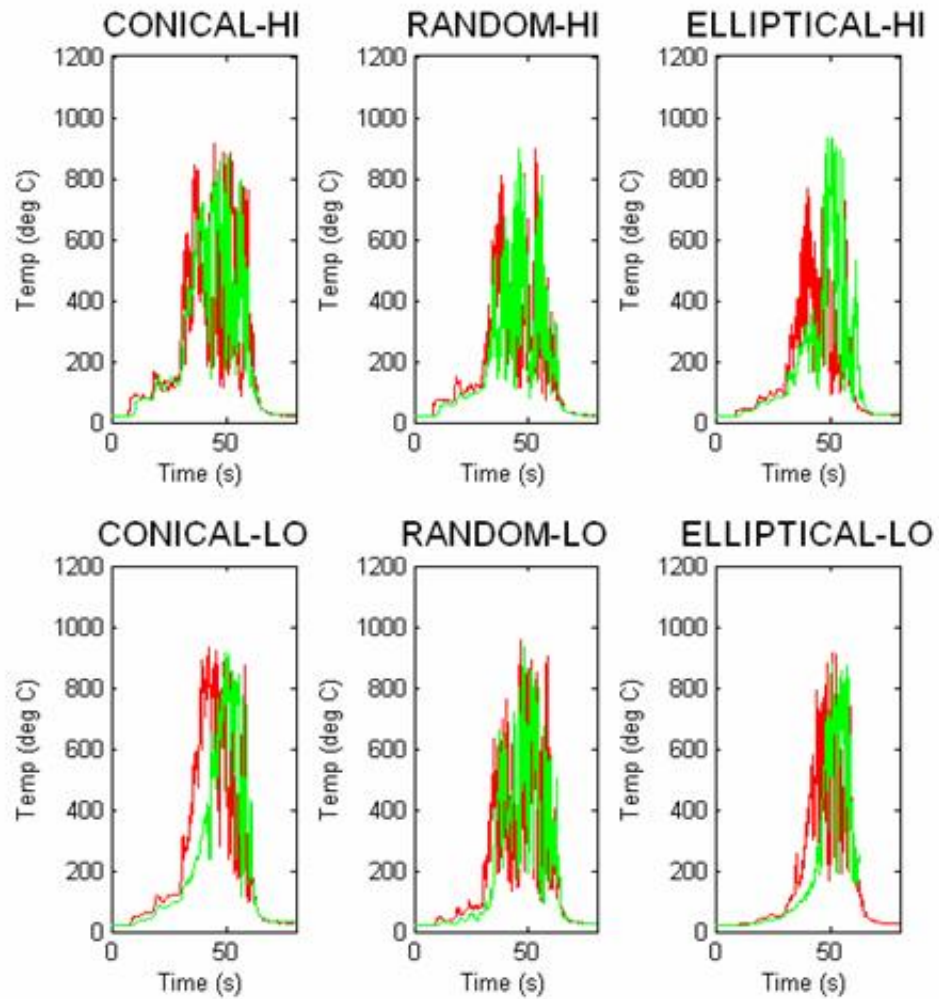 CONICAL-HI
1200
1000
800
600
400
200
0
Temp (deg C)
0 50
Time (s)
RANDOM-HI
1200
1000
800
600
400
200
0
Temp (deg C)
0 50
Time (s)
ELLIPTICAL-HI
1200
1000
800
600
400
200
0
Temp (deg C)
0 50
Time (s)
CONICAL-LO
1200
1000
800
600
400
200
0
Temp (deg C)
0 50
Time (s)
RANDOM-LO
1200
1000
800
600
400
200
0
Temp (deg C)
0 50
Time (s)
ELLIPTICAL-LO
1200
1000
800
600
400
200
0
Temp (deg C)
0 50
Time (s)